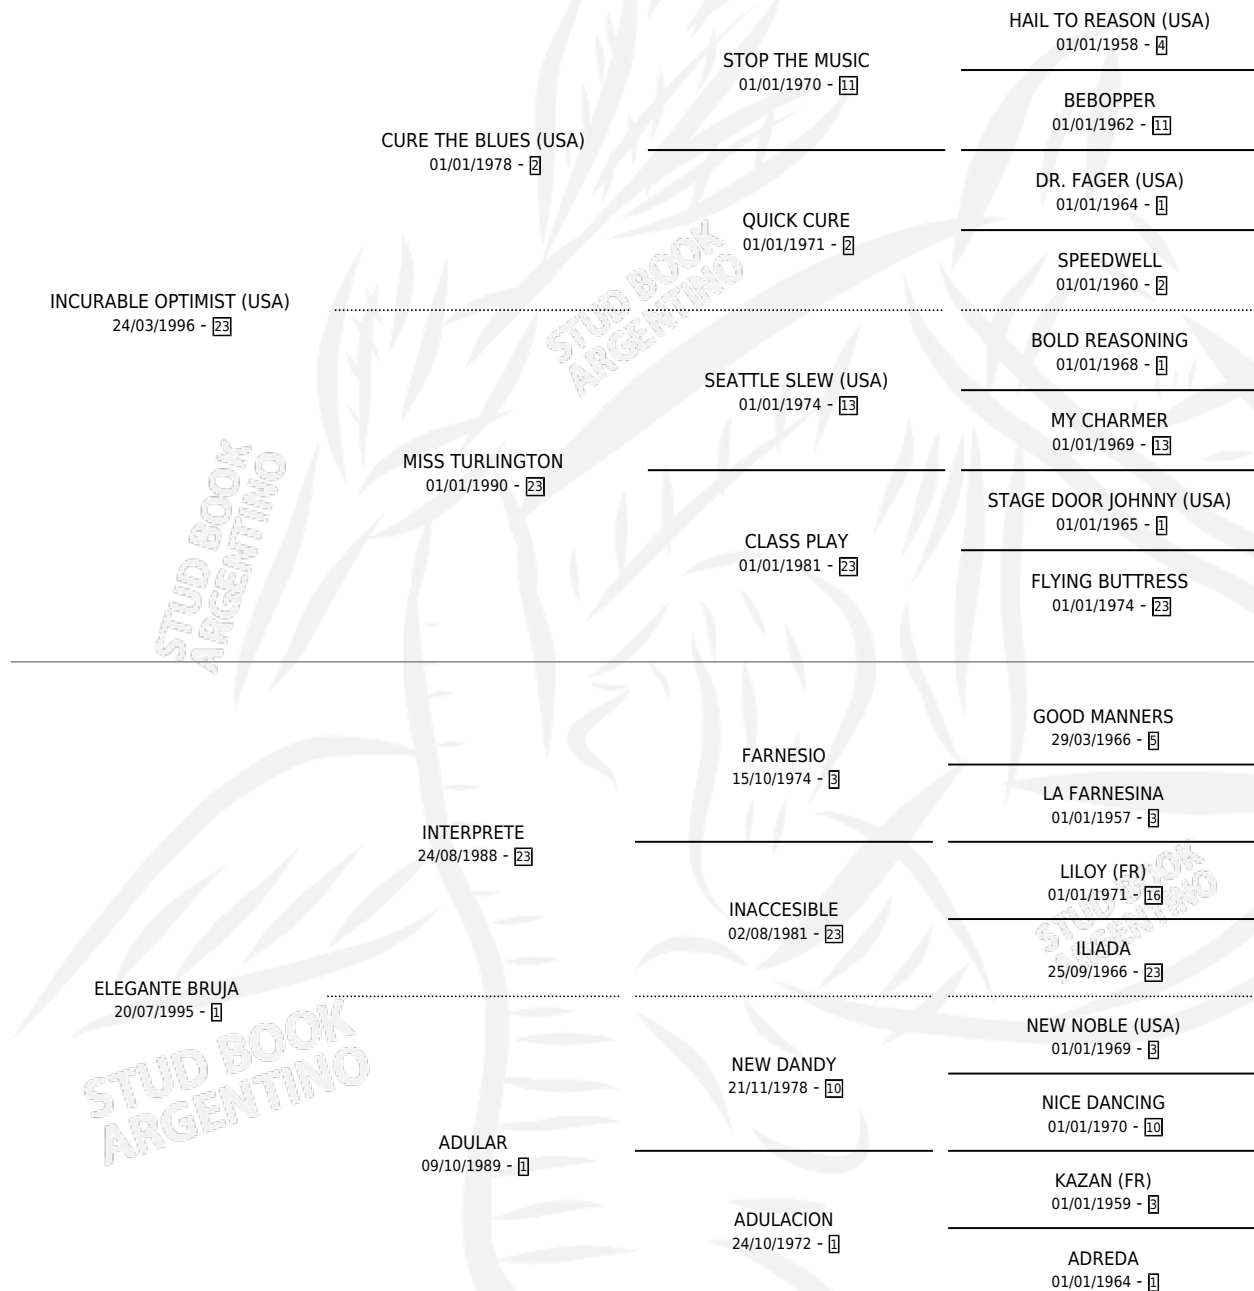 HAIL TO REASON (USA)
01/01/1958 - 4
STOP THE MUSIC
01/01/1970 - 11
BEBOPPER
01/01/1962 - 11
CURE THE BLUES (USA)
01/01/1978 - 2
DR. FAGER (USA)
01/01/1964 - 1
QUICK CURE
01/01/1971 - 2
SPEEDWELL
01/01/1960 - 2
INCURABLE OPTIMIST (USA)
24/03/1996 - 23
BOLD REASONING
01/01/1968 - 1
SEATTLE SLEW (USA)
01/01/1974 - 13
MY CHARMER
01/01/1969 - 13
MISS TURLINGTON
01/01/1990 - 23
STAGE DOOR JOHNNY (USA)
01/01/1965 - 1
CLASS PLAY
01/01/1981 - 23
FLYING BUTTRESS
01/01/1974 - 23
GOOD MANNERS
29/03/1966 - 5
FARNESIO
15/10/1974 - 3
LA FARNESINA
01/01/1957 - 3
INTERPRETE
24/08/1988 - 23
LILOY (FR)
01/01/1971 - 16
INACCESIBLE
02/08/1981 - 23
ILIADA
25/09/1966 - 23
ELEGANTE BRUJA
20/07/1995 - 1
NEW NOBLE (USA)
01/01/1969 - 3
NEW DANDY
21/11/1978 - 10
NICE DANCING
01/01/1970 - 10
ADULAR
09/10/1989 - 1
KAZAN (FR)
01/01/1959 - 3
ADULACION
24/10/1972 - 1
ADREDA
01/01/1964 - 1
STUD BOOK
ARGENTINO
STUD BOOK
ARGENTINO
STUD BOOK
ARGENTINO
STUD BOOK
ARGENTINO